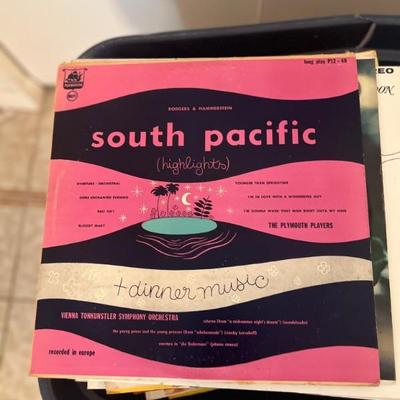 long play P12-48
RODGERS & HAMMERSTEIN
south pacific
(highlights)
OVERTURE - ORCHESTRAL
YOUNGER THAN SPRINGTIME
SOME ENCHANTED EVENING
I'M IN LOVE WITH A WONDERFUL GUY
BALI HA'I
I'M GONNA WASH THAT MAN RIGHT OUTA MY HAIR
BLOODY MARY
THE PLYMOUTH PLAYERS
+ dinner music
VIENNA TONKUNSTLER SYMPHONY ORCHESTRA
scherzo (from "a midsummer night's dream") (mendelssohn)
the young prince and the young princess (from "scheherazade") (rimsky korsakoff)
overture to "die fledermaus" (johann strauss)
recorded in europe